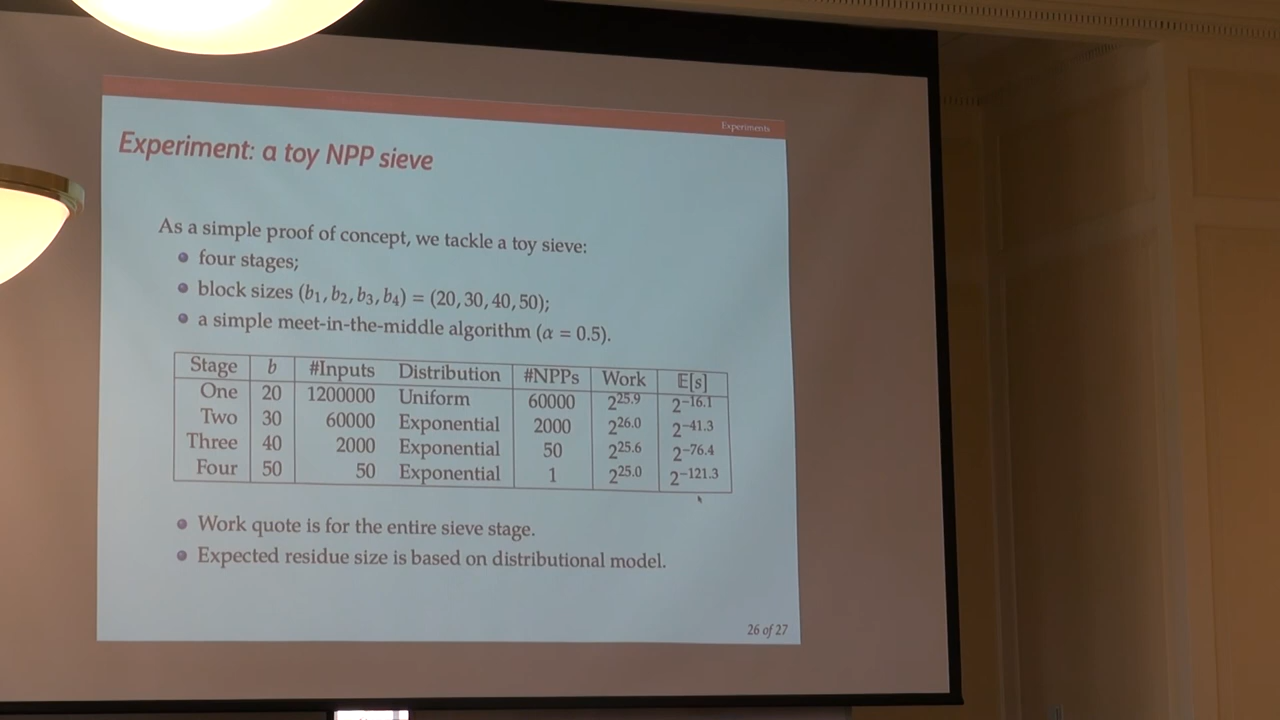 Experiments
Experiment: a toy NPP sieve
As a simple proof of concept, we tackle a toy sieve:
four stages;
block sizes (b₁, b₂, b₃, b₄) = (20, 30, 40, 50);
a simple meet-in-the-middle algorithm (α = 0.5).
Stage b #Inputs Distribution #NPPs Work 𝔼[s]
One 20 1200000 Uniform 60000 2^25.9 2^−16.1
Two 30 60000 Exponential 2000 2^26.0 2^−41.3
Three 40 2000 Exponential 50 2^25.6 2^−76.4
Four 50 50 Exponential 1 2^25.0 2^−121.3
Work quote is for the entire sieve stage.
Expected residue size is based on distributional model.
26 of 27